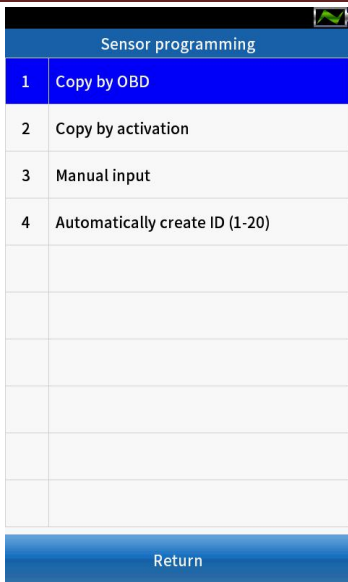 Sensor programming
1 Copy by OBD
2 Copy by activation
3 Manual input
4 Automatically create ID (1-20)
Return